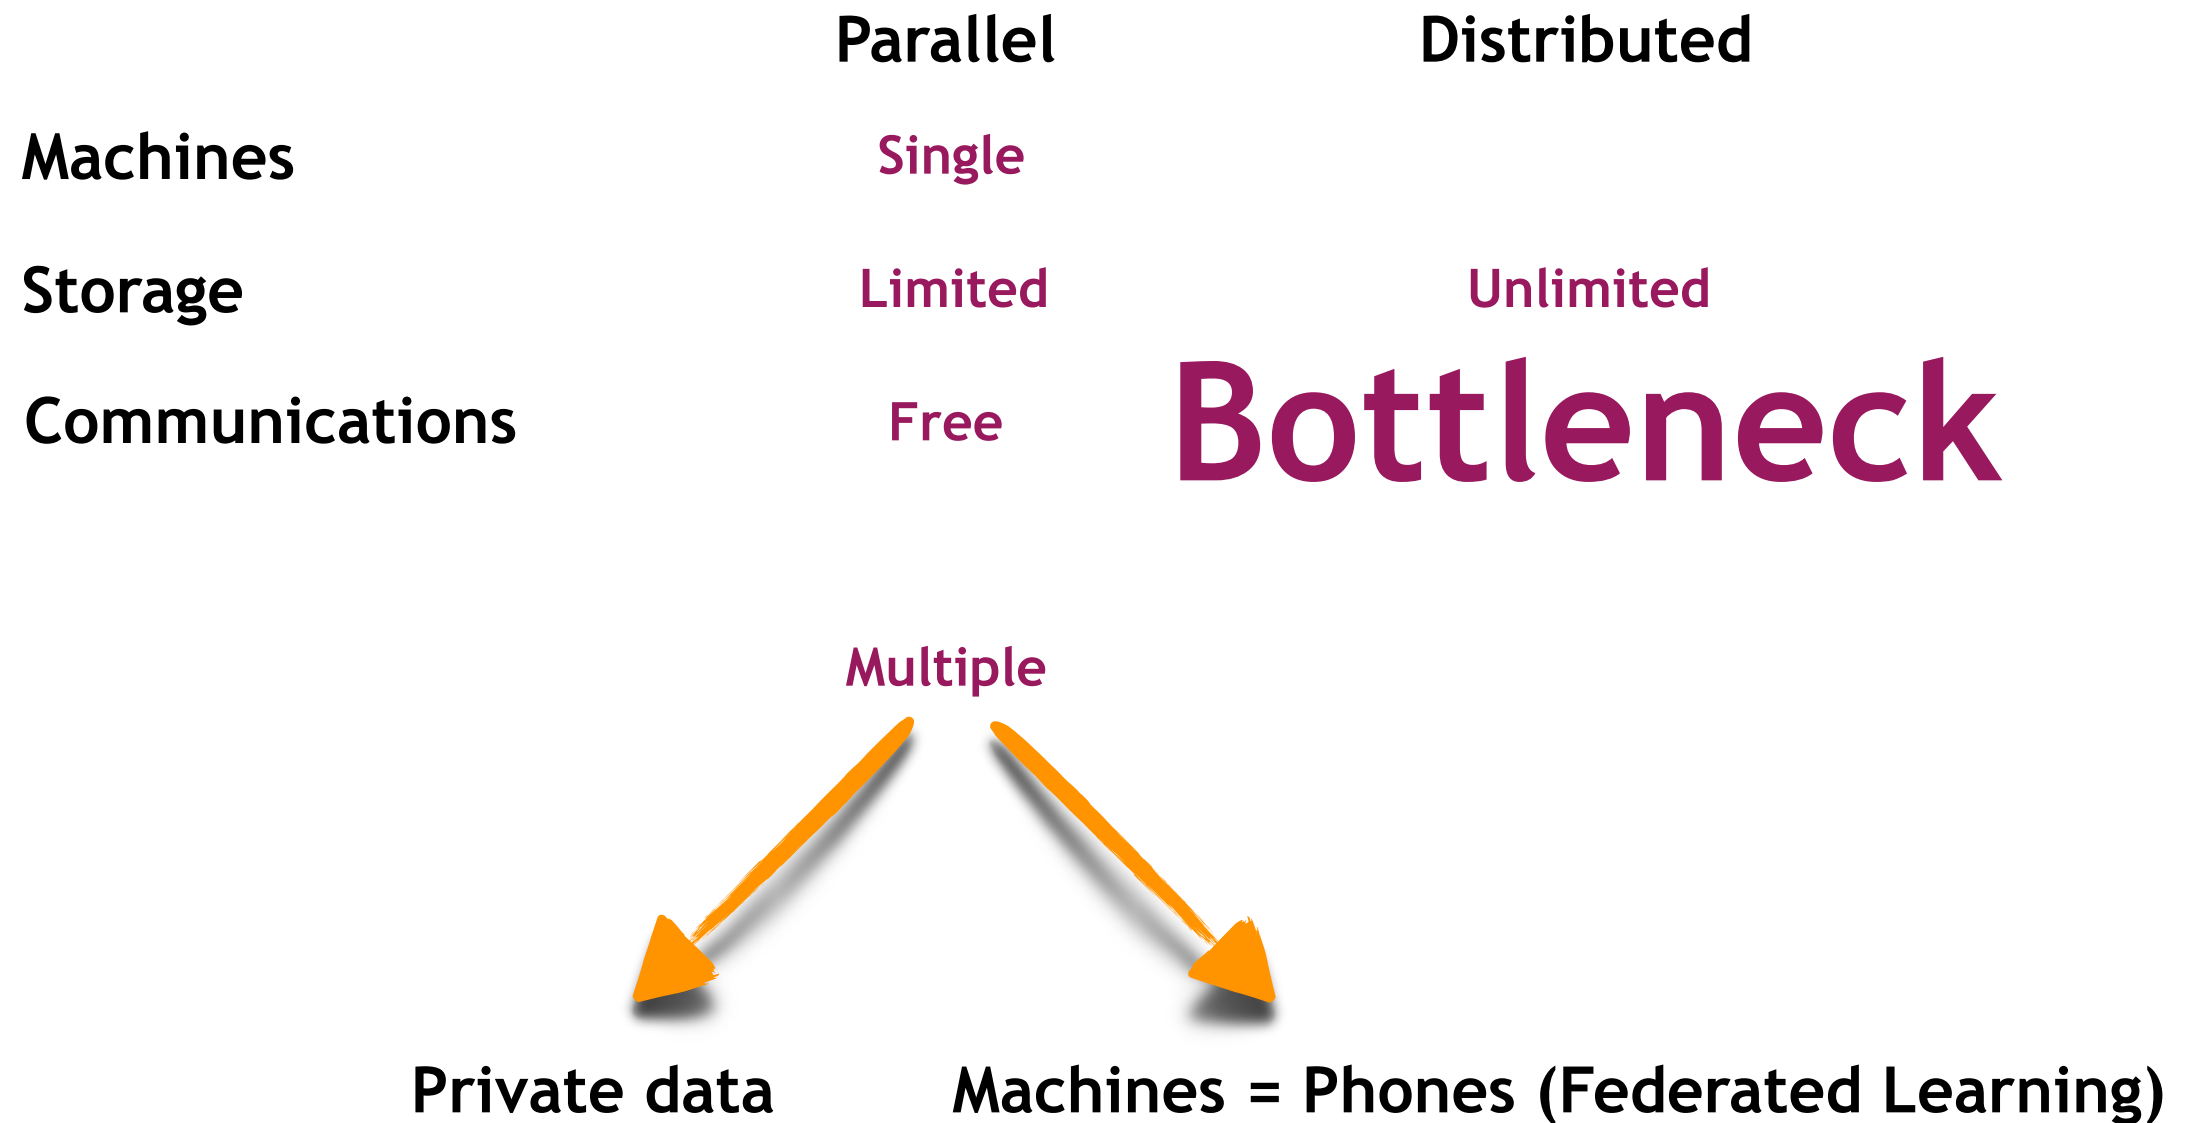 Parallel Distributed
Machines Single
Storage Limited Unlimited
Communications Free Bottleneck
Multiple
Private data Machines = Phones (Federated Learning)